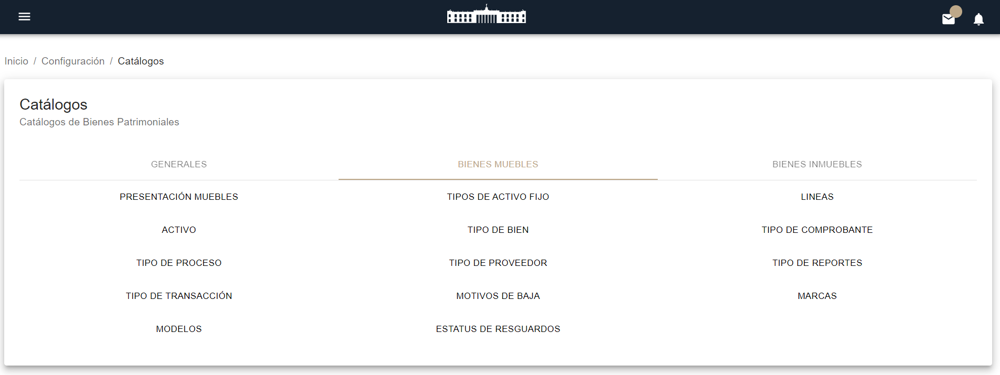 Inicio / Configuración / Catálogos
Catálogos
Catálogos de Bienes Patrimoniales
GENERALES BIENES MUEBLES BIENES INMUEBLES
PRESENTACIÓN MUEBLES TIPOS DE ACTIVO FIJO LINEAS
ACTIVO TIPO DE BIEN TIPO DE COMPROBANTE
TIPO DE PROCESO TIPO DE PROVEEDOR TIPO DE REPORTES
TIPO DE TRANSACCIÓN MOTIVOS DE BAJA MARCAS
MODELOS ESTATUS DE RESGUARDOS